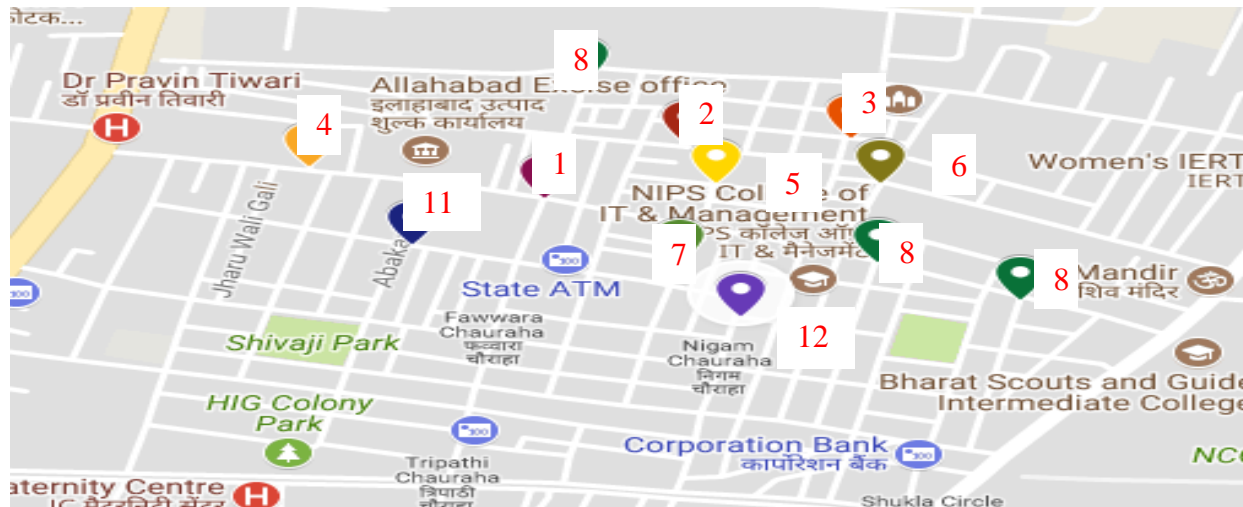 ोटक...
Dr Pravin Tiwari
डॉ प्रवीन तिवारी
4
Allahabad Excise office
इलाहाबाद उत्पाद
शुल्क कार्यालय
8
2
3
1
11
5
6
Women's IERT
IERT
NIPS College of
IT & Management
IT & मैनेजमेंट
7
8
8
Mandir
शिव मंदिर
Jharu Wali Gali
Abaka
State ATM
Fawwara
Chauraha
फव्वारा
चौराहा
12
Nigam
Chauraha
निगम
चौराहा
Shivaji Park
HIG Colony
Park
Bharat Scouts and Guide
Intermediate College
Corporation Bank
कार्पोरेशन बैंक
Tripathi
Chauraha
त्रिपाठी
चौराहा
NCC
aternity Centre
Shukla Circle